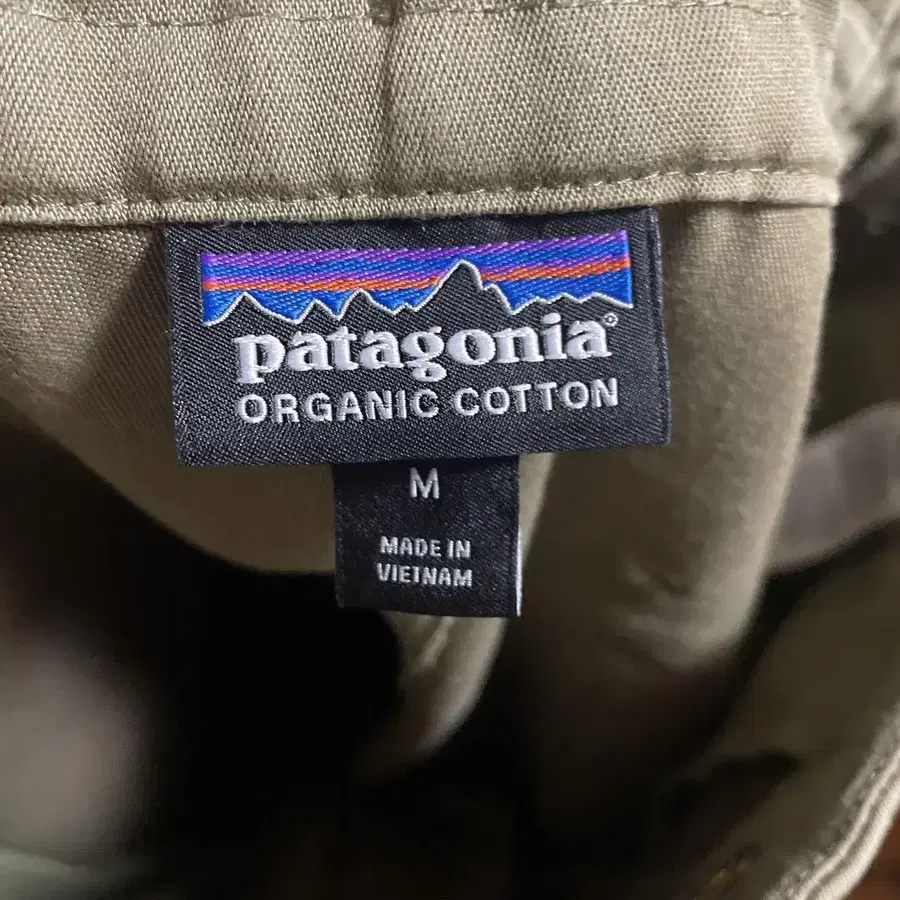 patagonia®
ORGANIC COTTON
M
MADE IN
VIETNAM